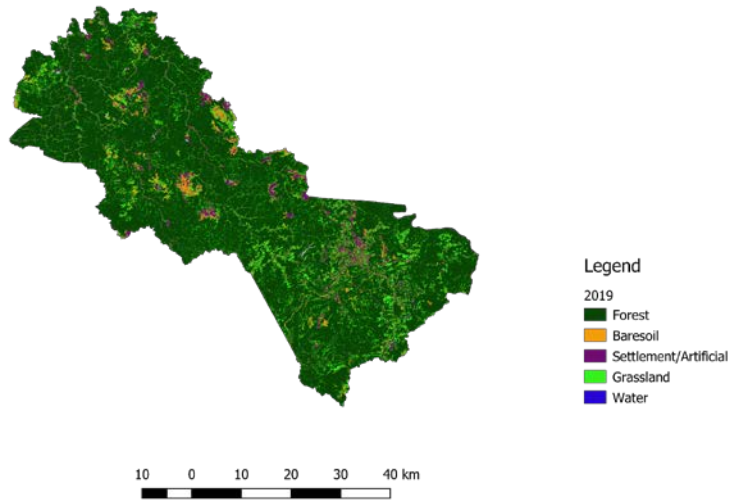 Legend
2019
Forest
Baresoil
Settlement/Artificial
Grassland
Water
10 0 10 20 30 40 km